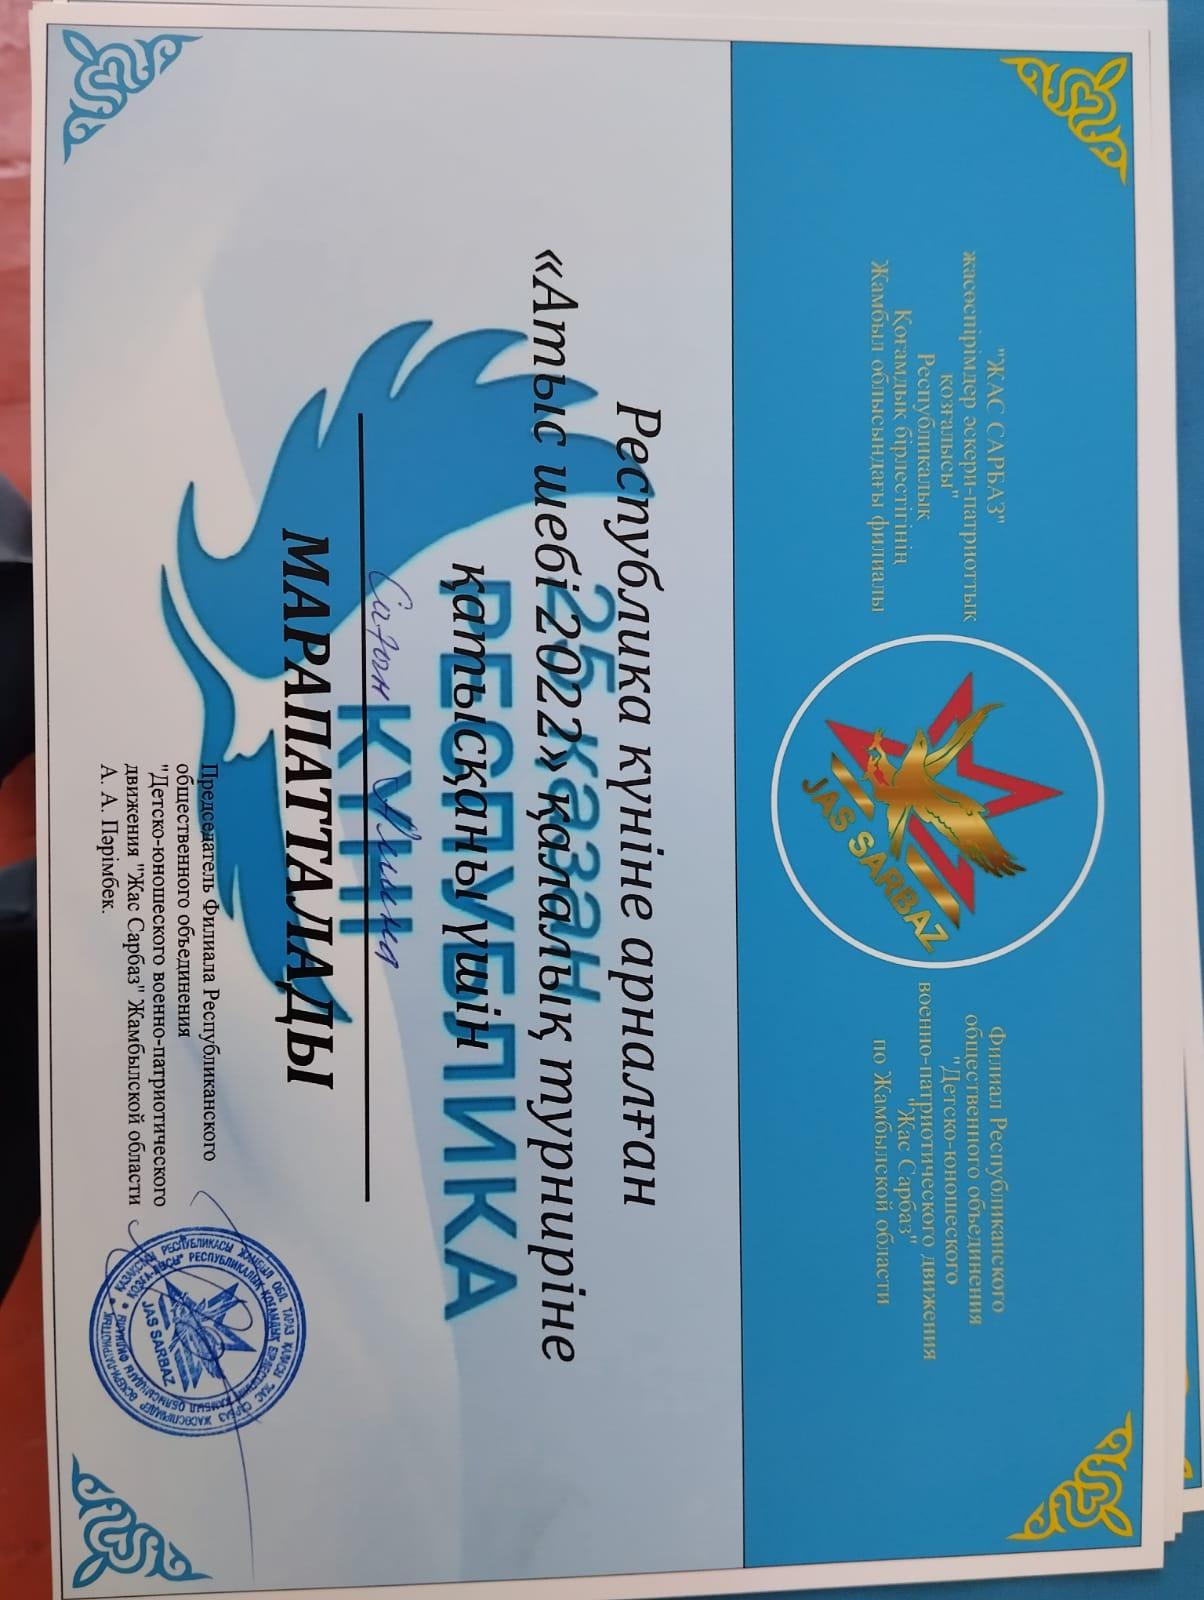 "ЖАС САРБАЗ"
жасөспірімдер әскери-патриоттық
қозғалысы"
Республикалық
Қоғамдық бірлестігінің
Жамбыл облысындағы филиалы
JAS SARBAZ
Филиал Республиканского
общественного объединения
"Детско-юношеского
военно-патриотического движения
"Жас Сарбаз"
по Жамбылской области
Республика күніне арналған
25 қазан
«Атыс шебі 2022» қалалық турниріне
РЕСПУБЛИКА
қатысқаны үшін
КҮНІ
МАРАПАТТАЛАДЫ
Председатель Филиала Республиканского
общественного объединения
"Детско-юношеского военно-патриотического
движения "Жас Сарбаз" Жамбылской области
А. А. Пәрімбек.
JAS SARBAZ